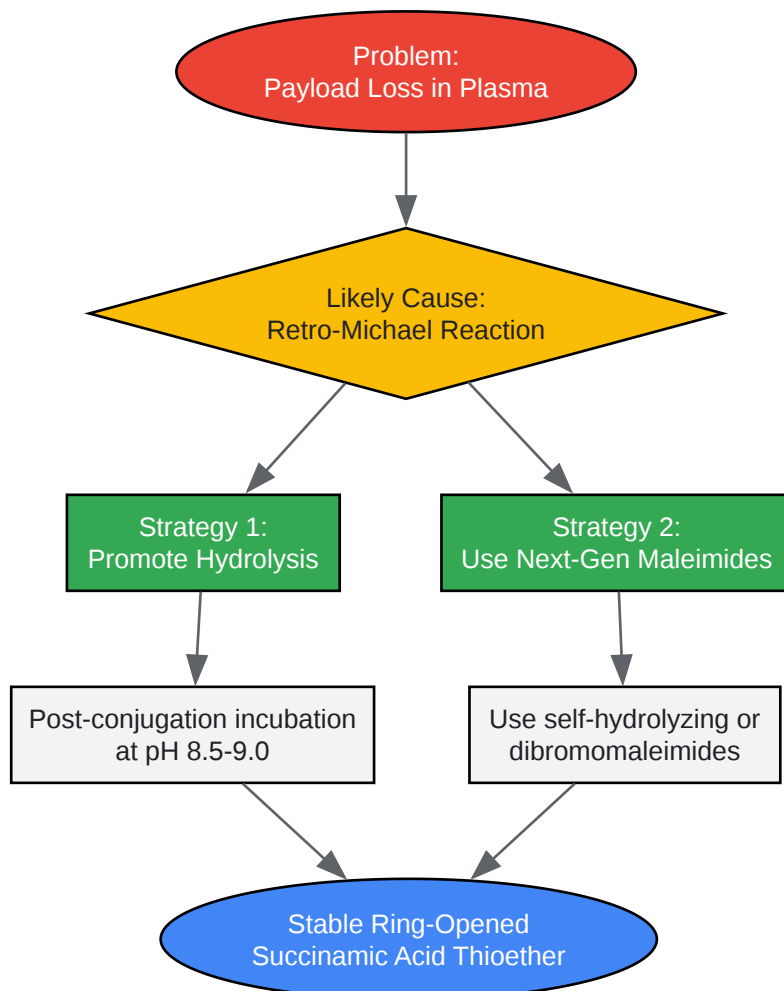 Problem:
Payload Loss in Plasma
Likely Cause:
Retro-Michael Reaction
Strategy 1:
Promote Hydrolysis
Strategy 2:
Use Next-Gen Maleimides
Post-conjugation incubation
at pH 8.5-9.0
Use self-hydrolyzing or
dibromomaleimides
Stable Ring-Opened
Succinamic Acid Thioether